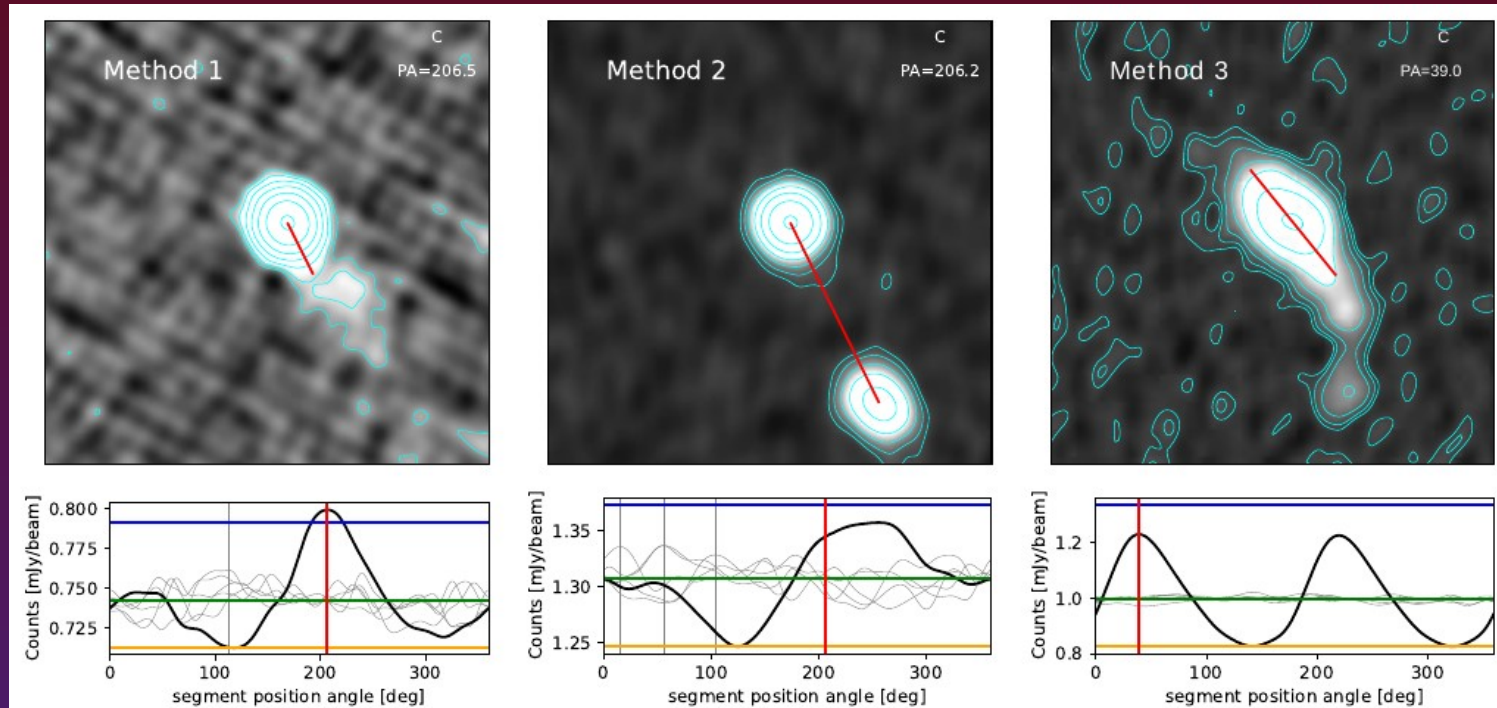 C
Method 1
PA=206.5
C
Method 2
PA=206.2
C
Method 3
PA=39.0
Counts [mJy/beam]
0.800
0.775
0.750
0.725
0
100
200
300
segment position angle [deg]
Counts [mJy/beam]
1.35
1.30
1.25
0
100
200
300
segment position angle [deg]
Counts [mJy/beam]
1.2
1.0
0.8
0
100
200
300
segment position angle [deg]